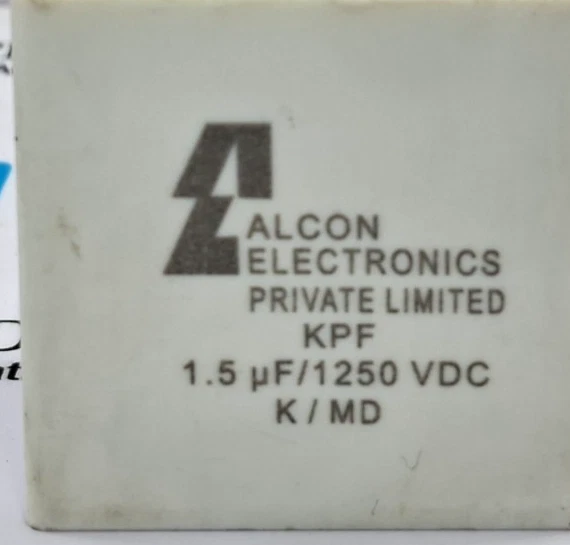 ALCON
ELECTRONICS
PRIVATE LIMITED
KPF
1.5 µF/1250 VDC
K / MD